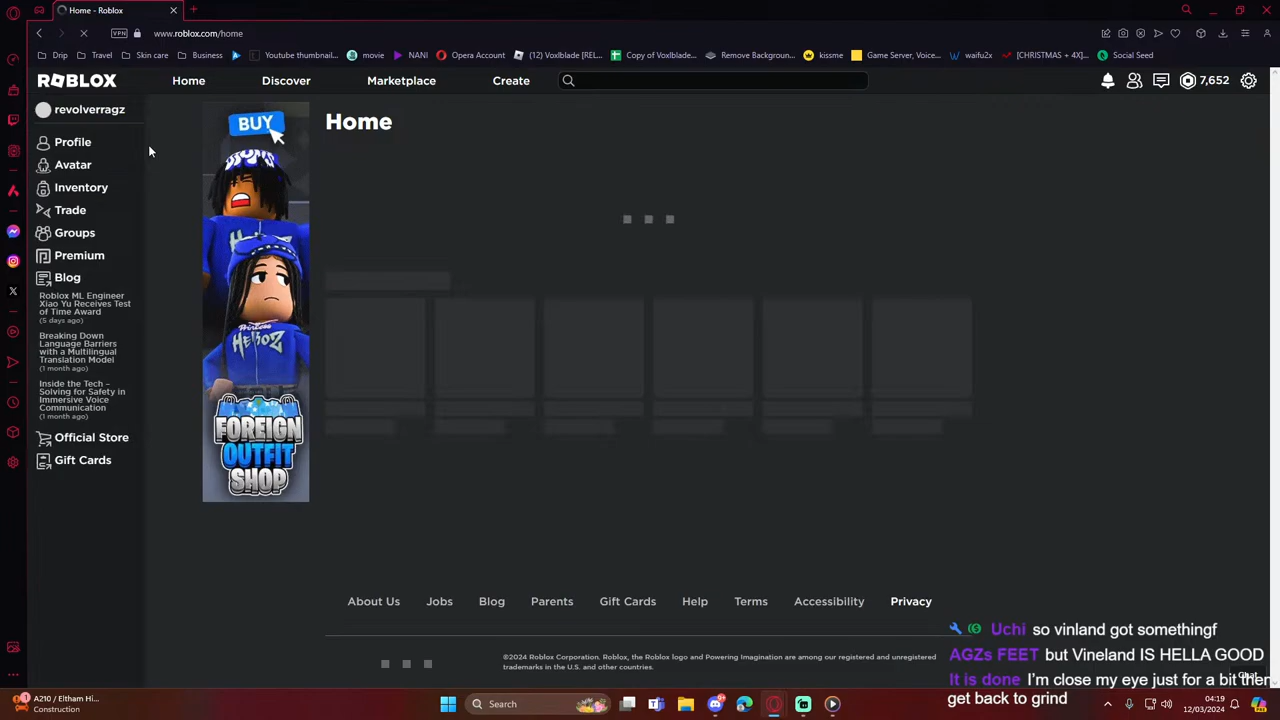 Home - Roblox
VPN
www.roblox.com/home
Drip
Travel
Skin care
Business
Youtube thumbnail...
movie
NANI
Opera Account
(12) Voxlblade [REL...
Copy of Voxlblade...
Remove Backgroun...
kissme
Game Server, Voice...
waifu2x
[CHRISTMAS + 4X]...
Social Seed
ROBLOX
Home
Discover
Marketplace
Create
7,652
revolverragz
Profile
Avatar
Inventory
Trade
Groups
Premium
Blog
Roblox ML Engineer
Xiao Yu Receives Test
of Time Award
(5 days ago)
Breaking Down
Language Barriers
with a Multilingual
Translation Model
(1 month ago)
Inside the Tech -
Solving for Safety in
Immersive Voice
Communication
(1 month ago)
Official Store
Gift Cards
BUY
FOREIGN
OUTFIT
SHOP
Home
About Us
Jobs
Blog
Parents
Gift Cards
Help
Terms
Accessibility
Privacy
©2024 Roblox Corporation. Roblox, the Roblox logo and Powering Imagination are among our registered and unregistered
trademarks in the U.S. and other countries.
Uchi so vinland got somethingf
AGZs FEET but Vineland IS HELLA GOOD
It is done I'm close my eye just for a bit then
get back to grind
A210 / Eltham Hi...
Construction
Search
04:19
12/03/2024